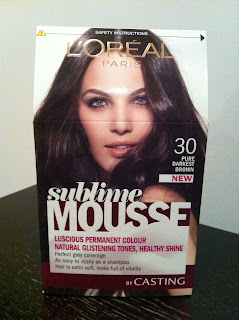 SAFETY INSTRUCTIONS
L'ORÉAL
PARIS
30
PURE
DARKEST
BROWN
NEW
sublime
MOUSSE
LUSCIOUS PERMANENT COLOUR
NATURAL GLISTENING TONES, HEALTHY SHINE
Perfect grey coverage
As easy to apply as a shampoo
Hair is satin soft, looks full of vitality
BY CASTING